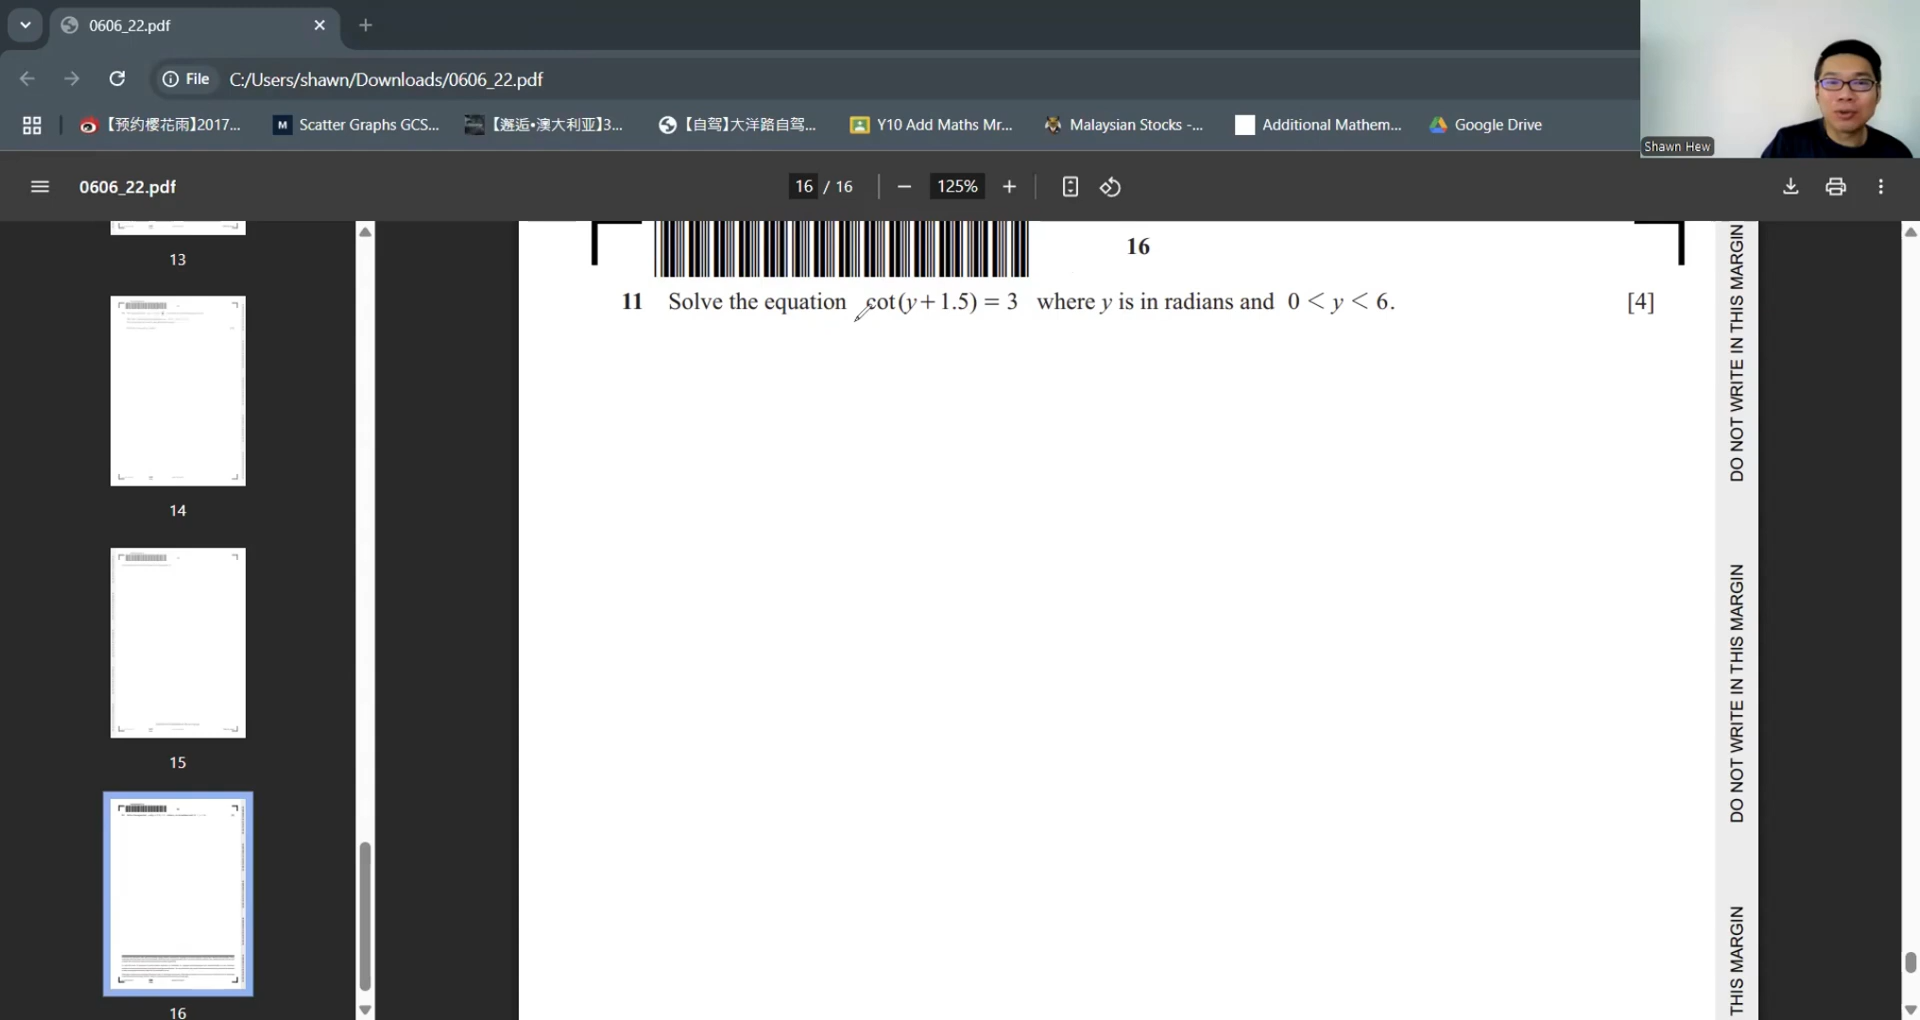 0606_22.pdf
File C:/Users/shawn/Downloads/0606_22.pdf
【预约樱花雨】2017... Scatter Graphs GCS... 【邂逅•澳大利亚】3... 【自驾】大洋路自驾... Y10 Add Maths Mr... Malaysian Stocks -... Additional Mathem... Google Drive
Shawn Hew
0606_22.pdf 16 / 16 125%
13
14
15
16
16
11 Solve the equation cot(y+1.5) = 3 where y is in radians and 0 < y < 6. [4]
DO NOT WRITE IN THIS MARGIN
DO NOT WRITE IN THIS MARGIN
THIS MARGIN